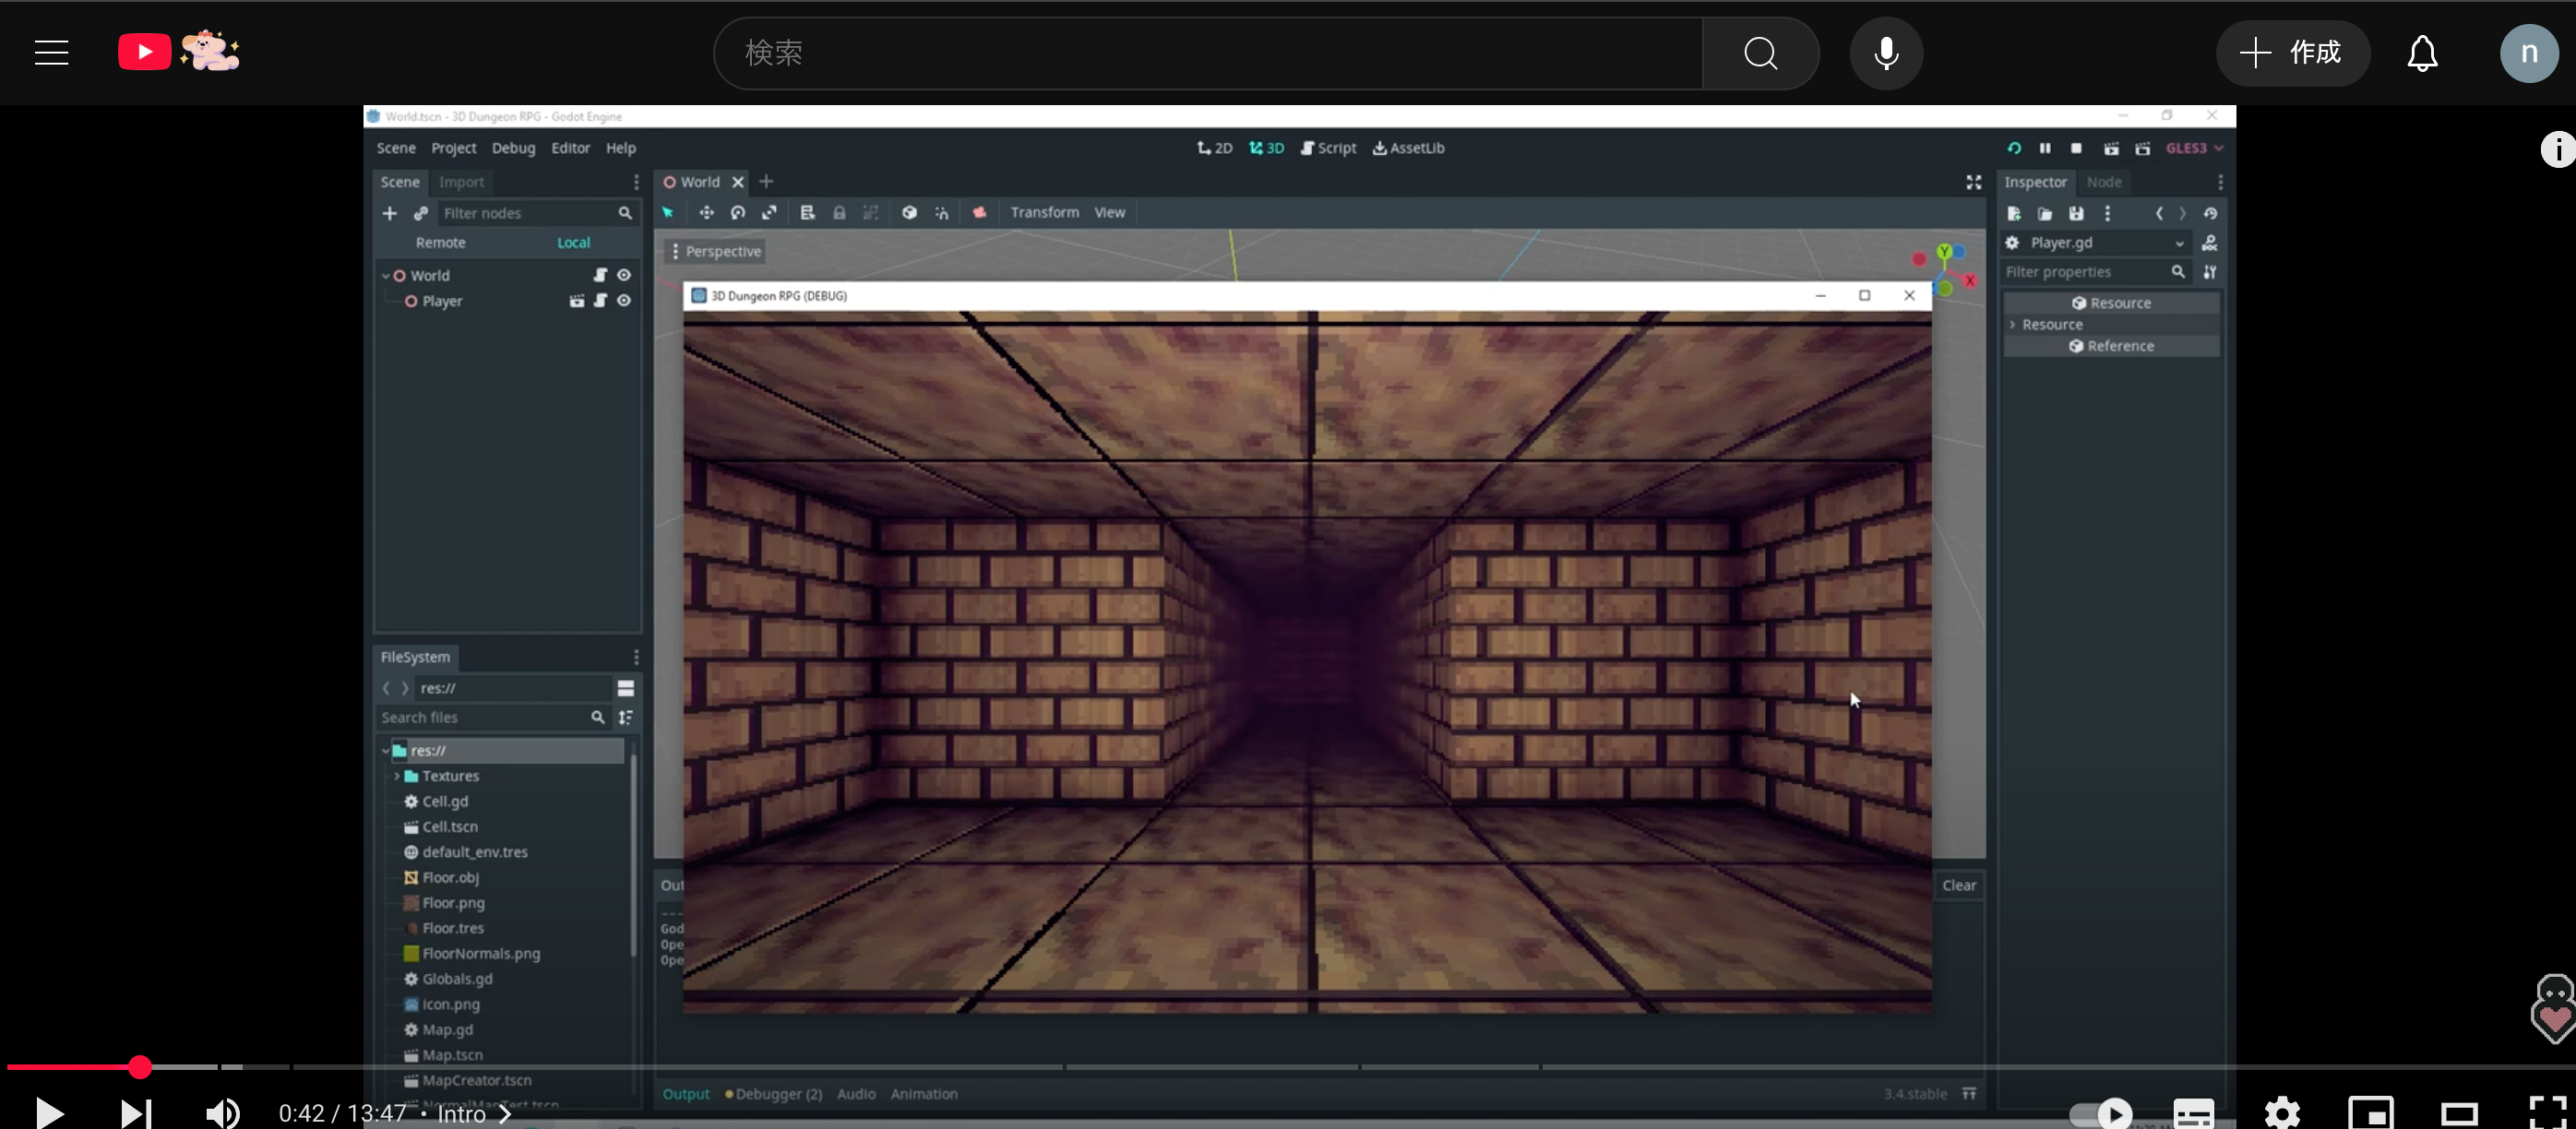 検索
作成
n
World.tscn - 3D Dungeon RPG - Godot Engine
Scene Project Debug Editor Help
2D 3D Script AssetLib
GLES3
Scene Import
World
Inspector Node
Filter nodes
Transform View
Remote Local
Player.gd
Perspective
Y
X
Filter properties
World
Player
3D Dungeon RPG (DEBUG)
Resource
Resource
Reference
FileSystem
res://
Search files
res://
Textures
Cell.gd
Cell.tscn
default_env.tres
Floor.obj
Floor.png
Floor.tres
FloorNormals.png
Globals.gd
icon.png
Map.gd
Map.tscn
MapCreator.tscn
NormalMapTest.tscn
Out
Clear
God
Ope
Ope
Output Debugger (2) Audio Animation
3.4.stable
0:42 / 13:47 • Intro